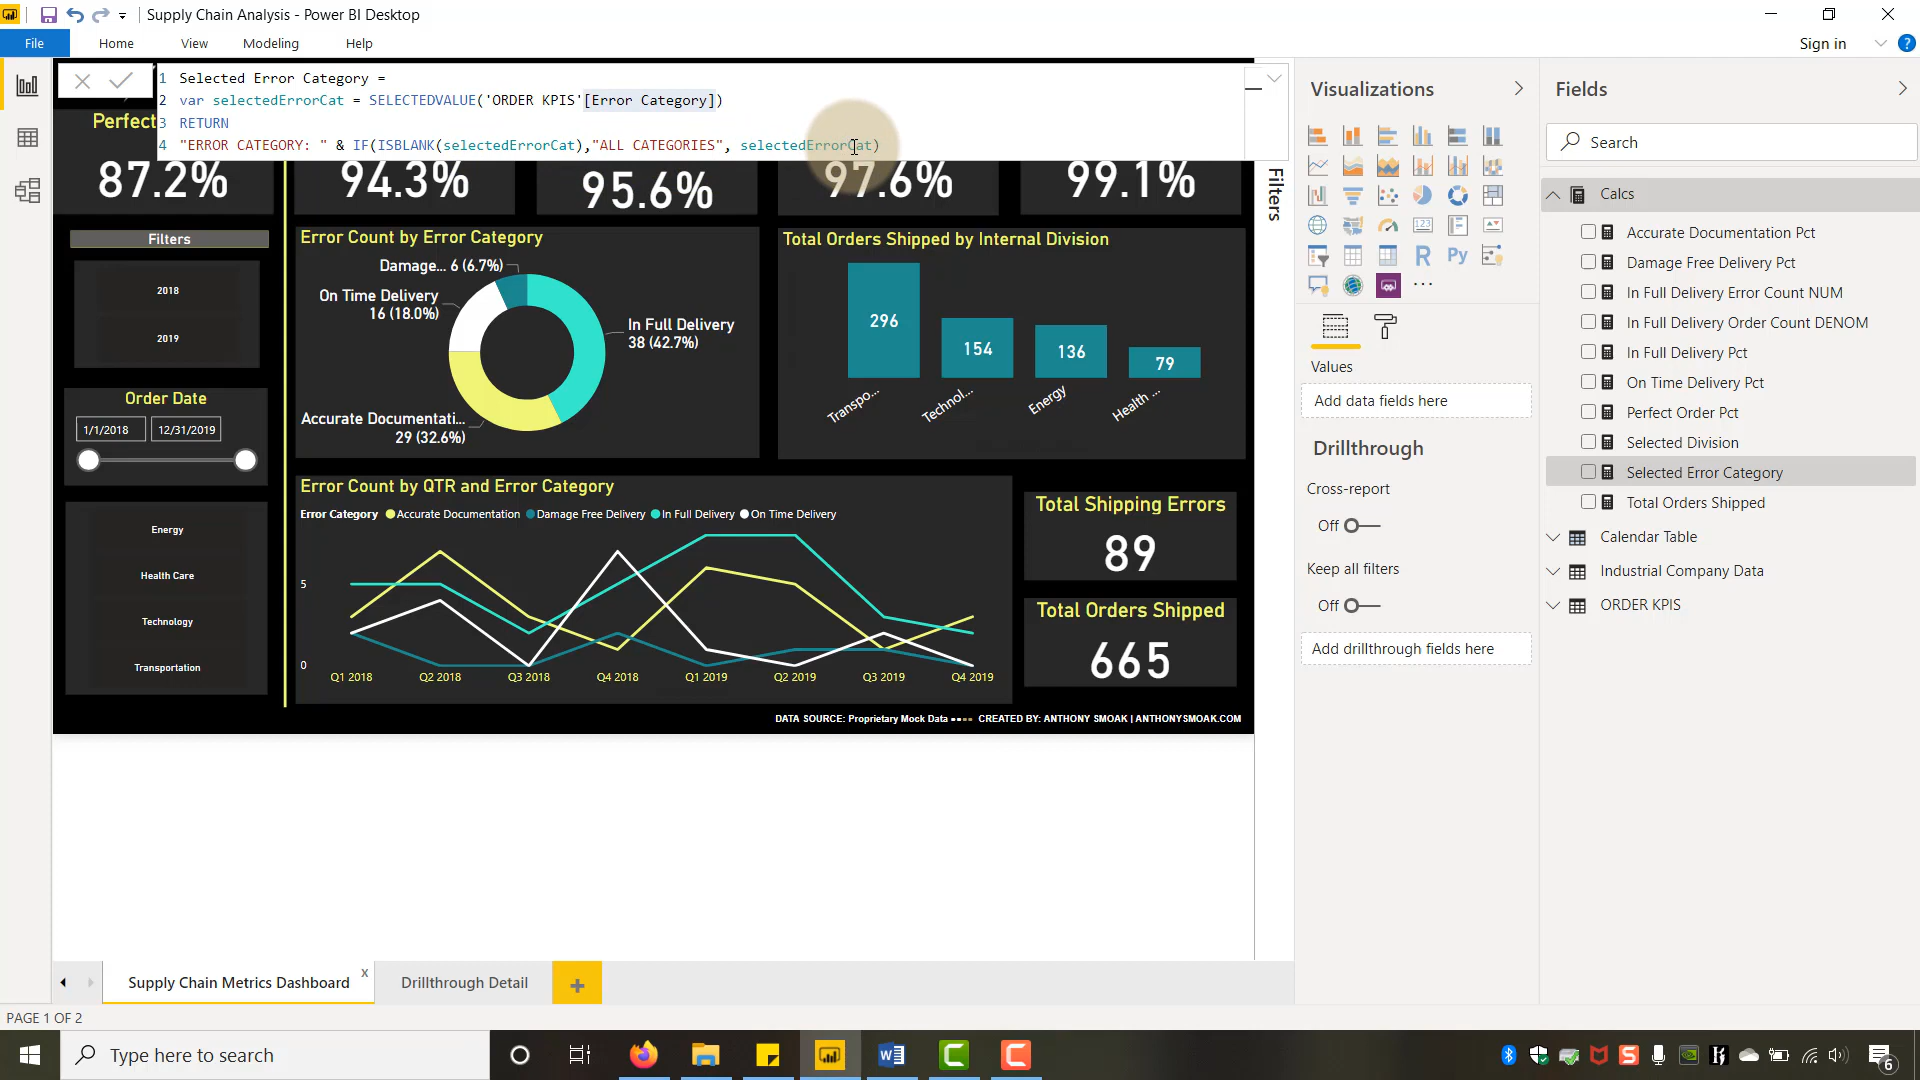 Supply Chain Analysis - Power BI Desktop
File Home View Modeling Help Sign in
1 Selected Error Category =
2 var selectedErrorCat = SELECTEDVALUE('ORDER KPIS'[Error Category])
3 RETURN
4 "ERROR CATEGORY: " & IF(ISBLANK(selectedErrorCat),"ALL CATEGORIES", selectedErrorCat)
Perfect
87.2%
94.3%
95.6%
97.6%
99.1%
Filters
2018
2019
Order Date
1/1/2018 12/31/2019
Energy
Health Care
Technology
Transportation
Error Count by Error Category
Damage... 6 (6.7%)
On Time Delivery
16 (18.0%)
In Full Delivery
38 (42.7%)
Accurate Documentati...
29 (32.6%)
Total Orders Shipped by Internal Division
296
154
136
79
Transpo...
Technol...
Energy
Health ...
Error Count by QTR and Error Category
Error Category Accurate Documentation Damage Free Delivery In Full Delivery On Time Delivery
5
0
Q1 2018 Q2 2018 Q3 2018 Q4 2018 Q1 2019 Q2 2019 Q3 2019 Q4 2019
Total Shipping Errors
89
Total Orders Shipped
665
DATA SOURCE: Proprietary Mock Data CREATED BY: ANTHONY SMOAK | ANTHONYSMOAK.COM
Filters
Visualizations
R Py
Values
Add data fields here
Drillthrough
Cross-report
Off
Keep all filters
Off
Add drillthrough fields here
Fields
Search
Calcs
Accurate Documentation Pct
Damage Free Delivery Pct
In Full Delivery Error Count NUM
In Full Delivery Order Count DENOM
In Full Delivery Pct
On Time Delivery Pct
Perfect Order Pct
Selected Division
Selected Error Category
Total Orders Shipped
Calendar Table
Industrial Company Data
ORDER KPIS
Supply Chain Metrics Dashboard x Drillthrough Detail +
PAGE 1 OF 2
Type here to search
6